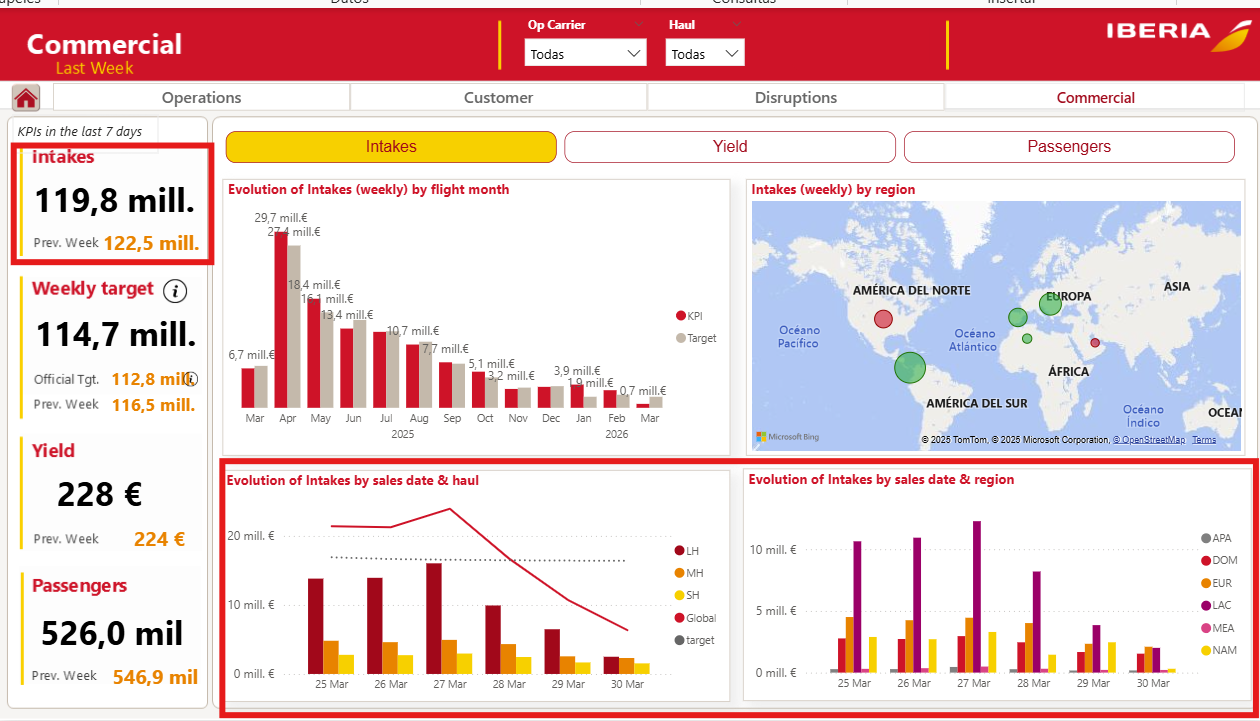 Datos
Consultas
Insertar
Commercial
Last Week
Op Carrier
Todas
Haul
Todas
IBERIA
Operations
Customer
Disruptions
Commercial
KPIs in the last 7 days
Intakes
119,8 mill.
Prev. Week 122,5 mill.
Weekly target
114,7 mill.
Official Tgt. 112,8 mill.
Prev. Week 116,5 mill.
Yield
228 €
Prev. Week 224 €
Passengers
526,0 mil
Prev. Week 546,9 mil
Intakes
Yield
Passengers
Evolution of Intakes (weekly) by flight month
29,7 mill.€
27,4 mill.€
18,4 mill.€
16,1 mill.€
13,4 mill.€
10,7 mill.€
7,7 mill.€
6,7 mill.€
5,1 mill.€
3,2 mill.€
3,9 mill.€
1,9 mill.€
0,7 mill.€
KPI
Target
Mar Apr May Jun Jul Aug Sep Oct Nov Dec Jan Feb Mar
2025 2026
Intakes (weekly) by region
AMÉRICA DEL NORTE
EUROPA
ASIA
Océano
Pacífico
Océano
Atlántico
ÁFRICA
AMÉRICA DEL SUR
Océano
Índico
OCEAN
Microsoft Bing
© 2025 TomTom, © 2025 Microsoft Corporation, © OpenStreetMap Terms
Evolution of Intakes by sales date & haul
20 mill. €
10 mill. €
0 mill. €
25 Mar 26 Mar 27 Mar 28 Mar 29 Mar 30 Mar
LH
MH
SH
Global
target
Evolution of Intakes by sales date & region
10 mill. €
5 mill. €
0 mill. €
25 Mar 26 Mar 27 Mar 28 Mar 29 Mar 30 Mar
APA
DOM
EUR
LAC
MEA
NAM